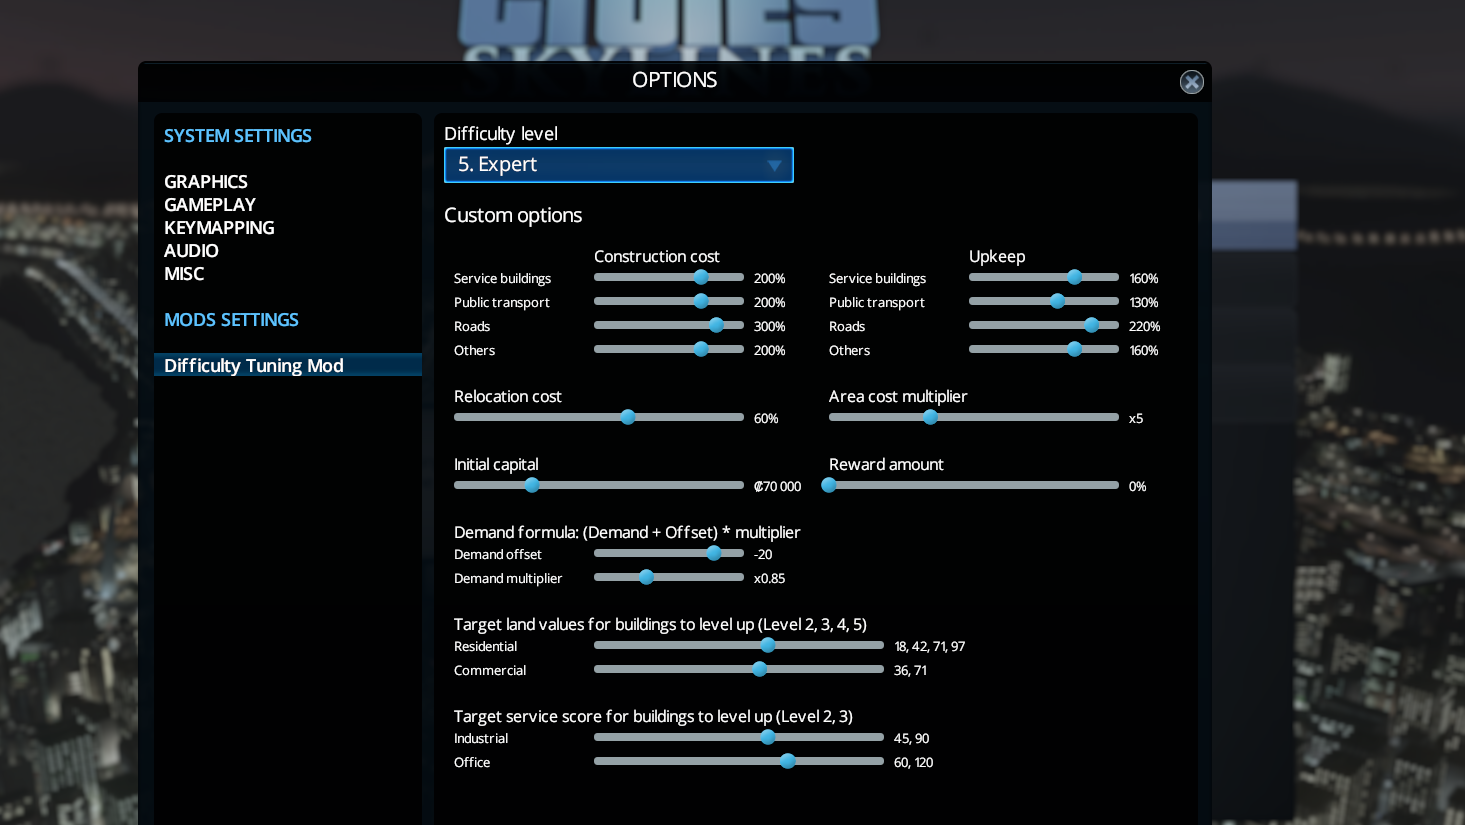 CITIES
SKYLINES
OPTIONS
SYSTEM SETTINGS
GRAPHICS
GAMEPLAY
KEYMAPPING
AUDIO
MISC
MODS SETTINGS
Difficulty Tuning Mod
Difficulty level
5. Expert
Custom options
Construction cost
Service buildings 200%
Public transport 200%
Roads 300%
Others 200%
Upkeep
Service buildings 160%
Public transport 130%
Roads 220%
Others 160%
Relocation cost
60%
Area cost multiplier
x5
Initial capital
₡70 000
Reward amount
0%
Demand formula: (Demand + Offset) * multiplier
Demand offset -20
Demand multiplier x0.85
Target land values for buildings to level up (Level 2, 3, 4, 5)
Residential 18, 42, 71, 97
Commercial 36, 71
Target service score for buildings to level up (Level 2, 3)
Industrial 45, 90
Office 60, 120